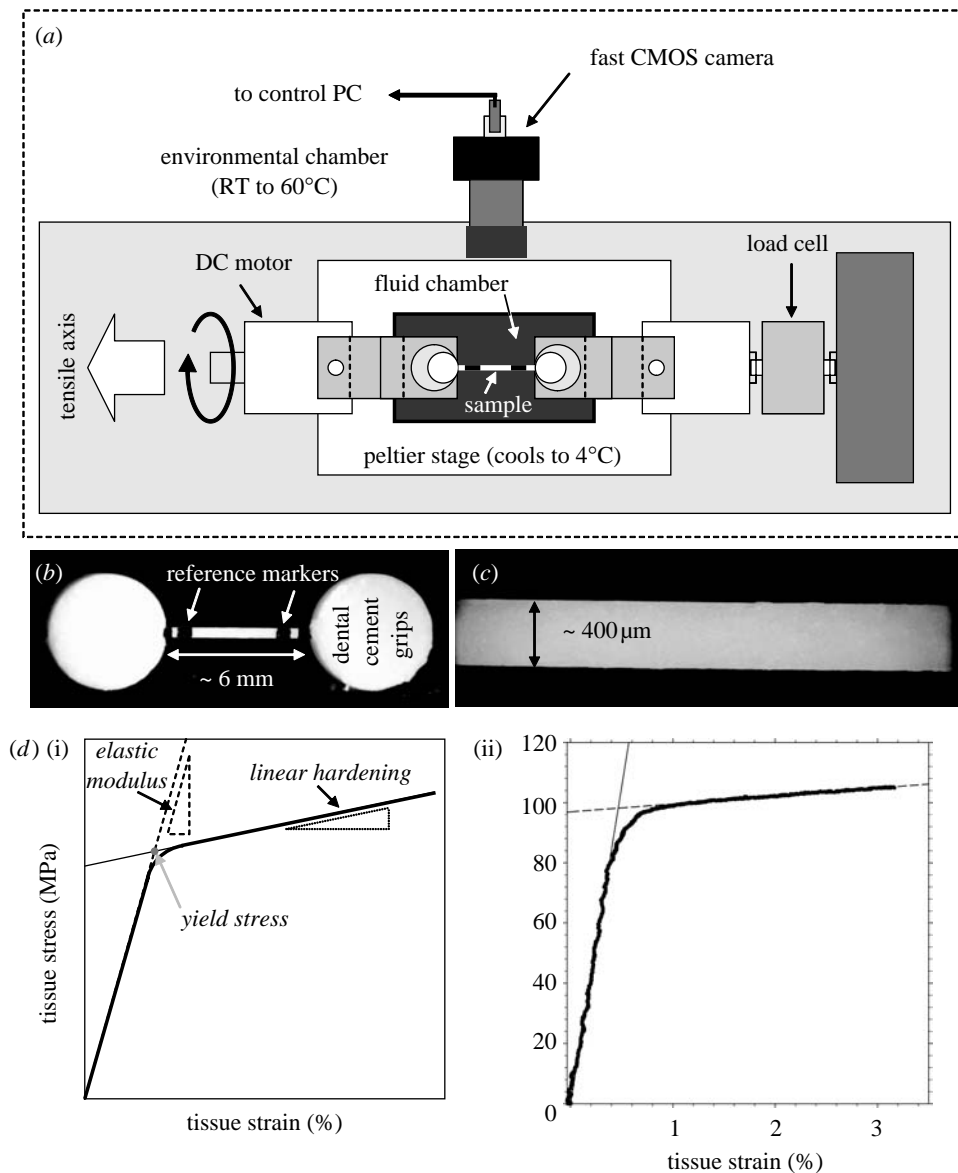 (a)
fast CMOS camera
to control PC
environmental chamber
(RT to 60°C)
load cell
DC motor
fluid chamber
tensile axis
sample
peltier stage (cools to 4°C)
(b)
reference markers
dental
cement
grips
~ 6 mm
(c)
~ 400 µm
(d) (i)
elastic
modulus
linear hardening
yield stress
tissue stress (MPa)
tissue strain (%)
(ii)
120
100
80
60
40
20
0
1 2 3
tissue strain (%)